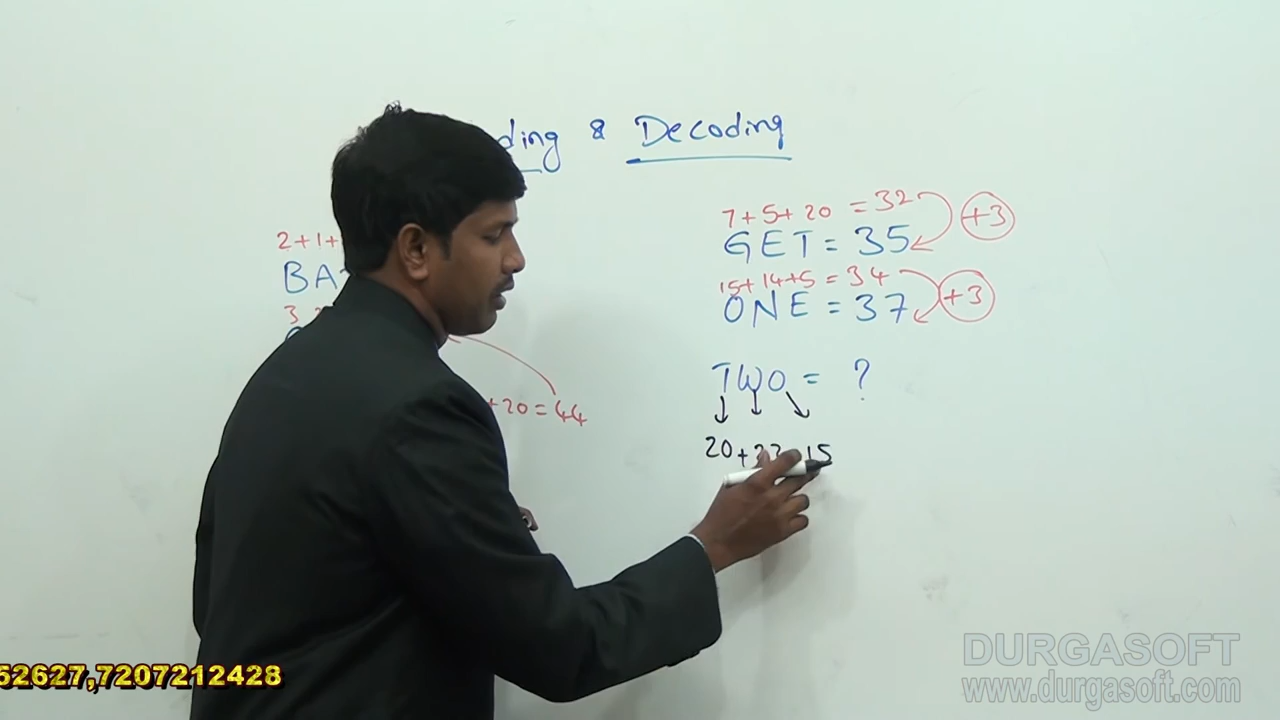 & Decoding
2+1+
BA
3
+20=44
7+5+20 =32 +3
GET = 35
15+14+5 = 34
ONE = 37 +3
TWO = ?
20+23 15
52627,7207212428
DURGASOFT
www.durgasoft.com